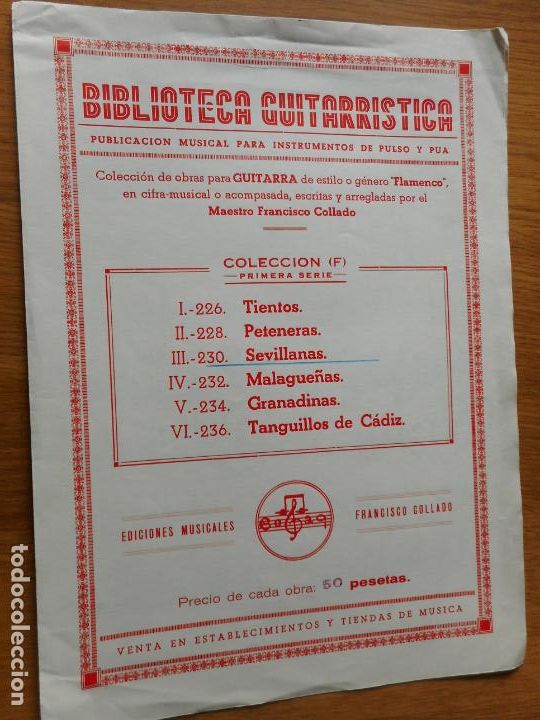 BIBLIOTECA GUITARRISTICA
PUBLICACION MUSICAL PARA INSTRUMENTOS DE PULSO Y PUA
Colección de obras para GUITARRA de estilo o género "Flamenco",
en cifra-musical o acompasada, escritas y arregladas por el
Maestro Francisco Collado
COLECCION (F)
PRIMERA SERIE
I.-226. Tientos.
II.-228. Peteneras.
III.-230. Sevillanas.
IV.-232. Malagueñas.
V.-234. Granadinas.
VI.-236. Tanguillos de Cádiz.
EDICIONES MUSICALES
FRANCISCO COLLADO
Precio de cada obra: 50 pesetas.
VENTA EN ESTABLECIMIENTOS Y TIENDAS DE MUSICA
todocoleccion.net